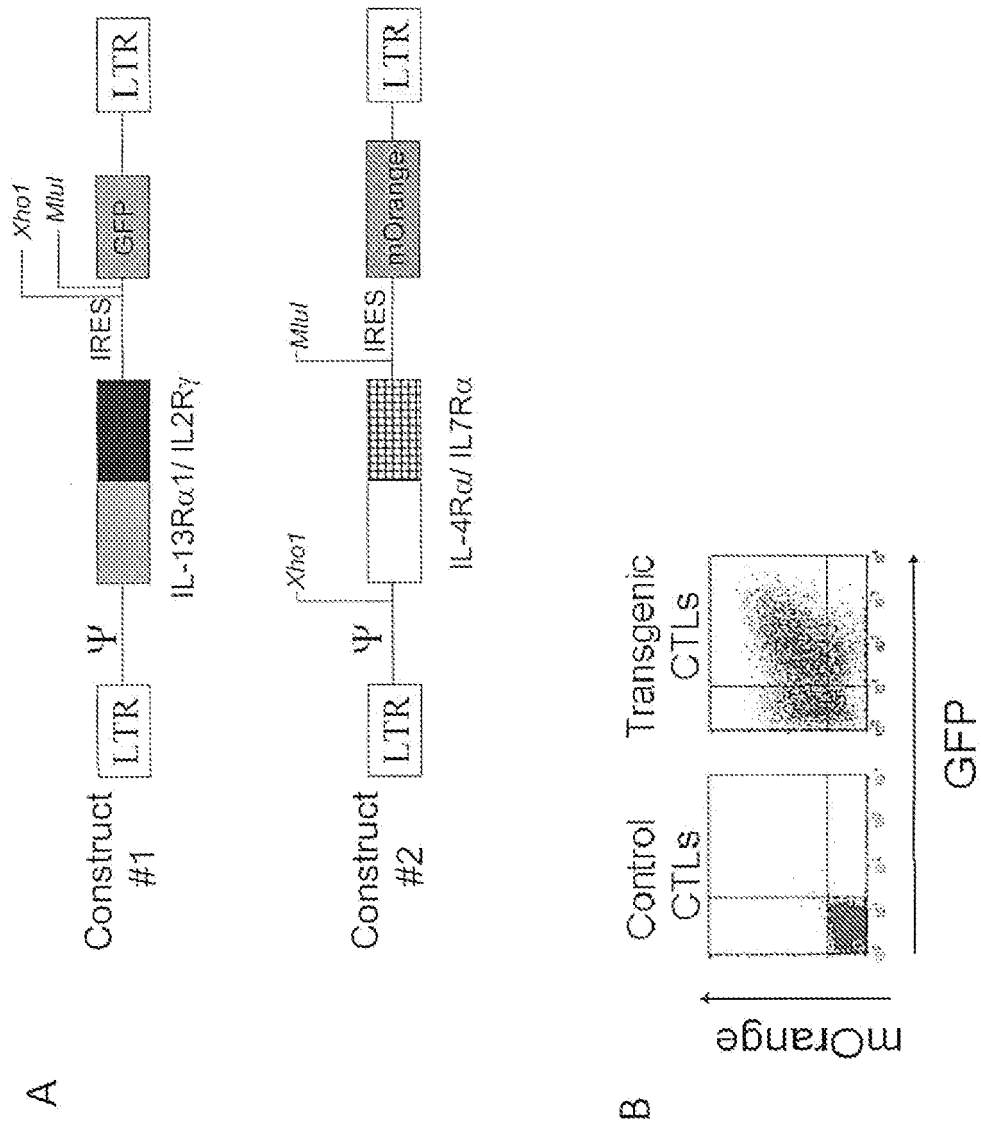 A
Construct
#1
LTR
Ψ
IL-13Rα1/ IL2Rγ
IRES
Xho1
MluI
GFP
LTR
Construct
#2
LTR
Ψ
Xho1
IL-4Rα/ IL7Rα
MluI
IRES
mOrange
LTR
B
Control
CTLs
Transgenic
CTLs
mOrange
GFP